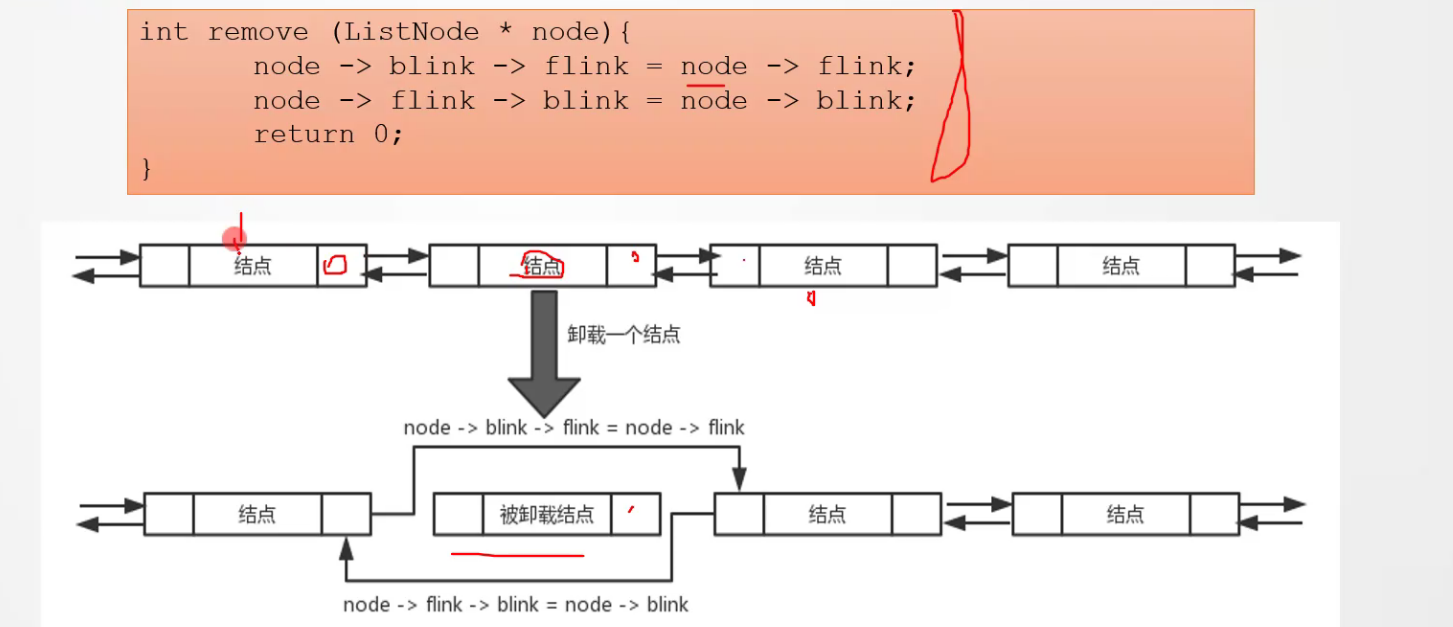 int remove (ListNode * node){
node -> blink -> flink = node -> flink;
node -> flink -> blink = node -> blink;
return 0;
}
结点 结点 结点 结点
卸载一个结点
node -> blink -> flink = node -> flink
结点 被卸载结点 结点 结点
node -> flink -> blink = node -> blink